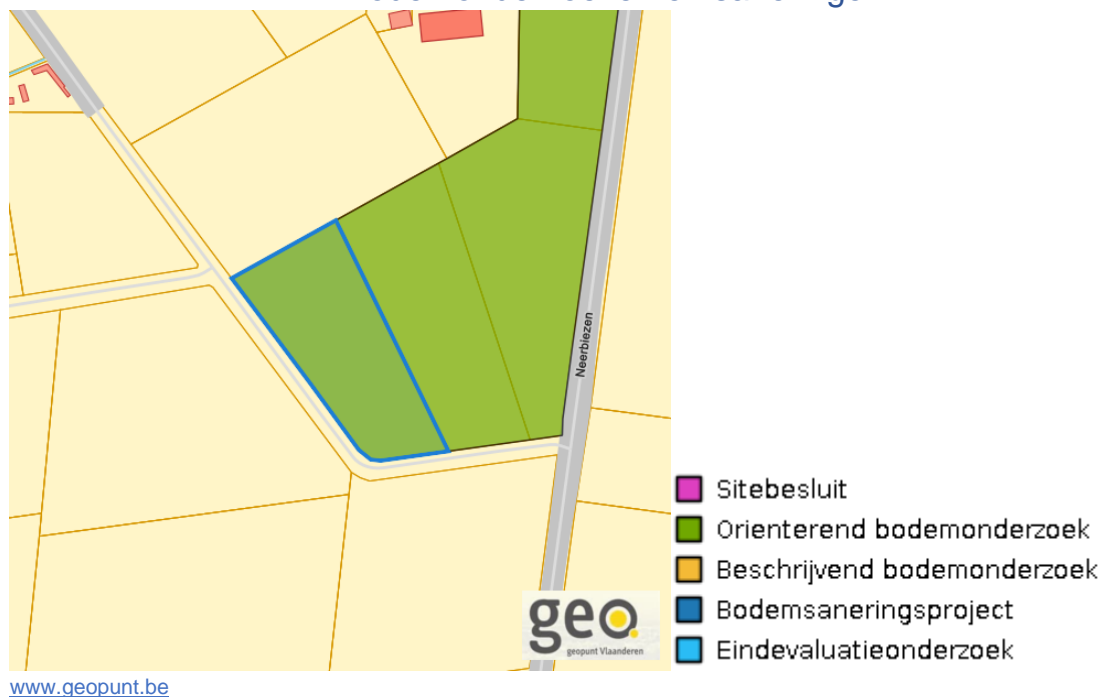 Neerbiezen
Sitebesluit
Orienterend bodemonderzoek
Beschrijvend bodemonderzoek
Bodemsaneringsproject
Eindevaluatieonderzoek
geo.
geopunt Vlaanderen
www.geopunt.be